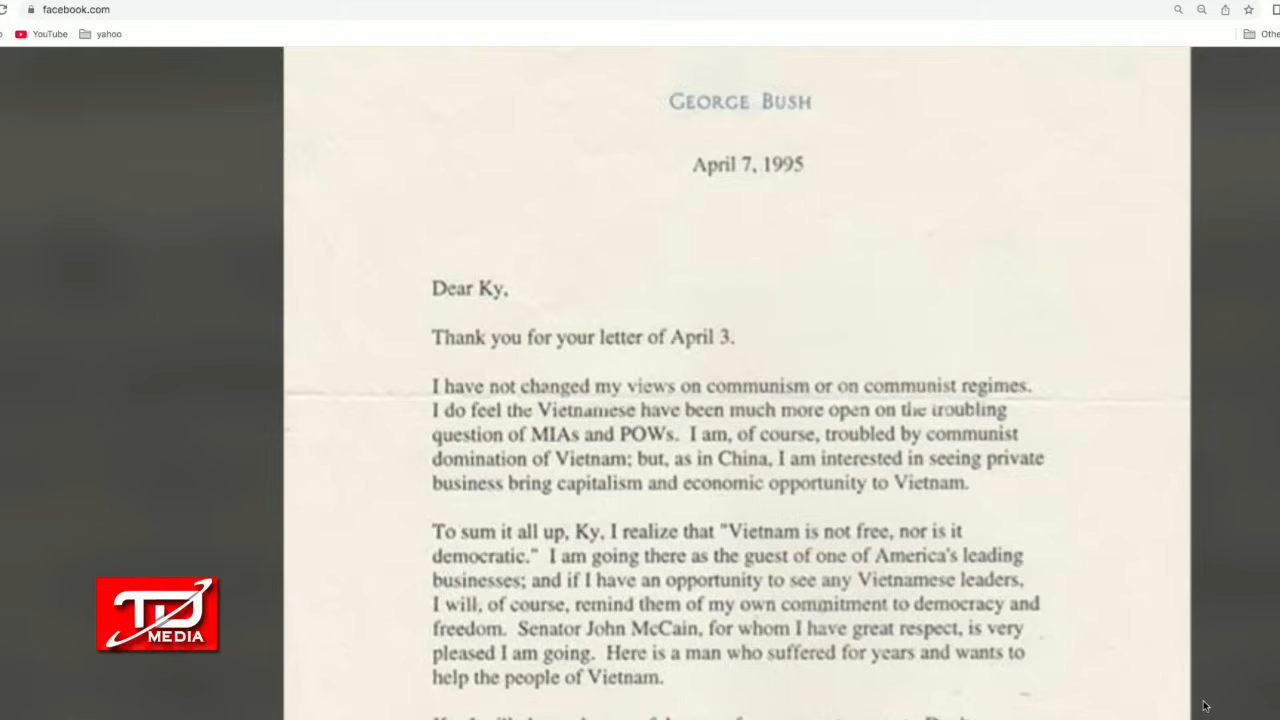 facebook.com
YouTube
yahoo
GEORGE BUSH
April 7, 1995
Dear Ky,
Thank you for your letter of April 3.
I have not changed my views on communism or on communist regimes.
I do feel the Vietnamese have been much more open on the troubling
question of MIAs and POWs. I am, of course, troubled by communist
domination of Vietnam; but, as in China, I am interested in seeing private
business bring capitalism and economic opportunity to Vietnam.
To sum it all up, Ky, I realize that "Vietnam is not free, nor is it
democratic." I am going there as the guest of one of America's leading
businesses; and if I have an opportunity to see any Vietnamese leaders,
I will, of course, remind them of my own commitment to democracy and
freedom. Senator John McCain, for whom I have great respect, is very
pleased I am going. Here is a man who suffered for years and wants to
help the people of Vietnam.
TD
MEDIA